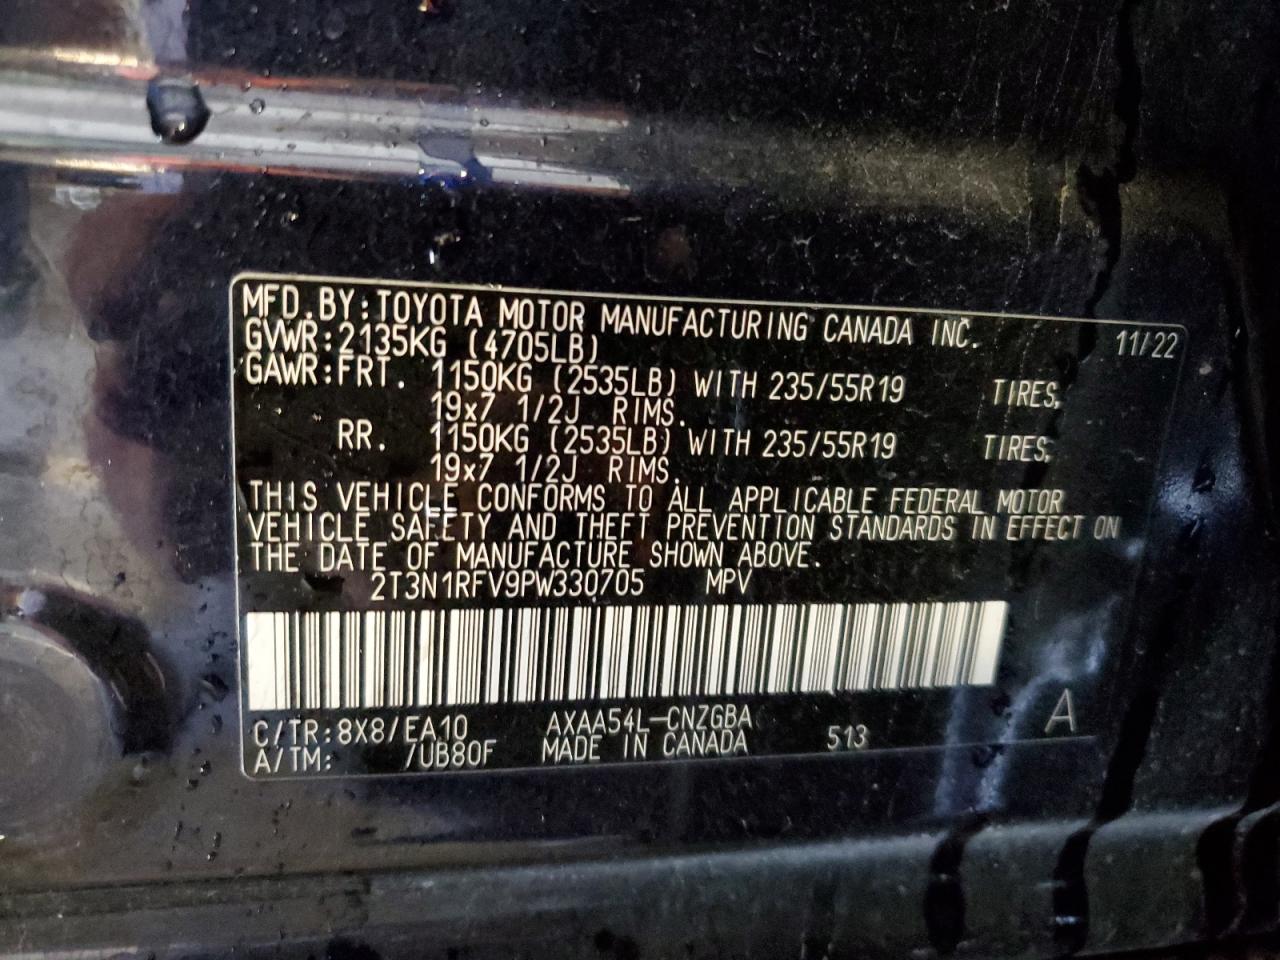 MFD.BY:TOYOTA MOTOR MANUFACTURING CANADA INC. 11/22
GVWR:2135KG (4705LB)
GAWR:FRT. 1150KG (2535LB) WITH 235/55R19 TIRES,
19x7 1/2J RIMS.
RR. 1150KG (2535LB) WITH 235/55R19 TIRES,
19x7 1/2J RIMS.
THIS VEHICLE CONFORMS TO ALL APPLICABLE FEDERAL MOTOR
VEHICLE SAFETY AND THEFT PREVENTION STANDARDS IN EFFECT ON
THE DATE OF MANUFACTURE SHOWN ABOVE.
2T3N1RFV9PW330705 MPV
C/TR:8X8/EA10 AXAA54L-CNZGBA A
A/TM: /UB80F MADE IN CANADA 513